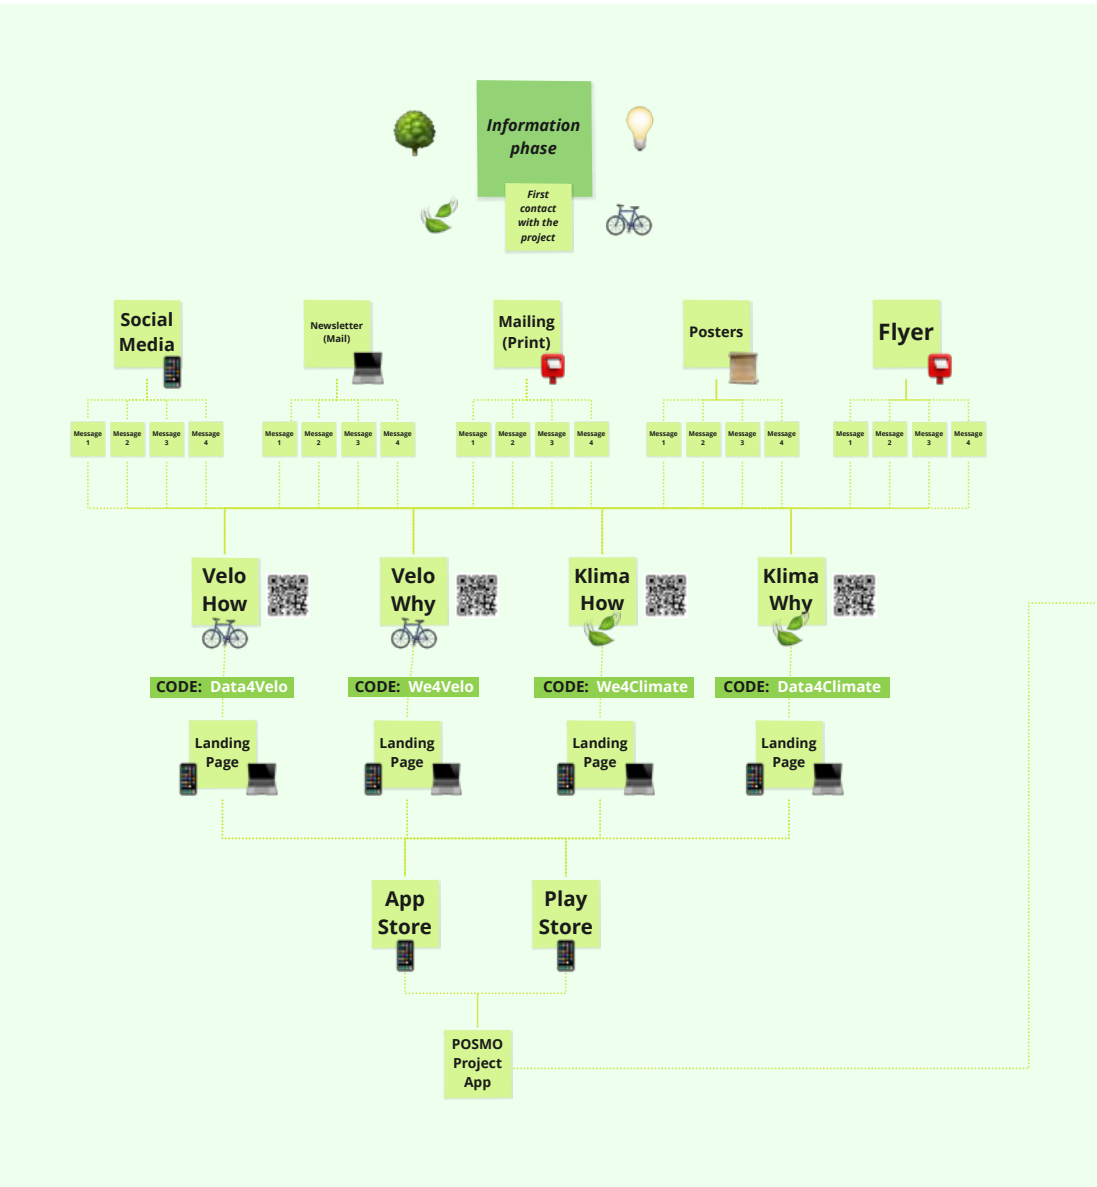 Information
phase
First
contact
with the
project
Social
Media
Newsletter
(Mail)
Mailing
(Print)
Posters
Flyer
Message
1
Message
2
Message
3
Message
4
Message
1
Message
2
Message
3
Message
4
Message
1
Message
2
Message
3
Message
4
Message
1
Message
2
Message
3
Message
4
Message
1
Message
2
Message
3
Message
4
Velo
How
Velo
Why
Klima
How
Klima
Why
CODE: Data4Velo
CODE: We4Velo
CODE: We4Climate
CODE: Data4Climate
Landing
Page
Landing
Page
Landing
Page
Landing
Page
App
Store
Play
Store
POSMO
Project
App